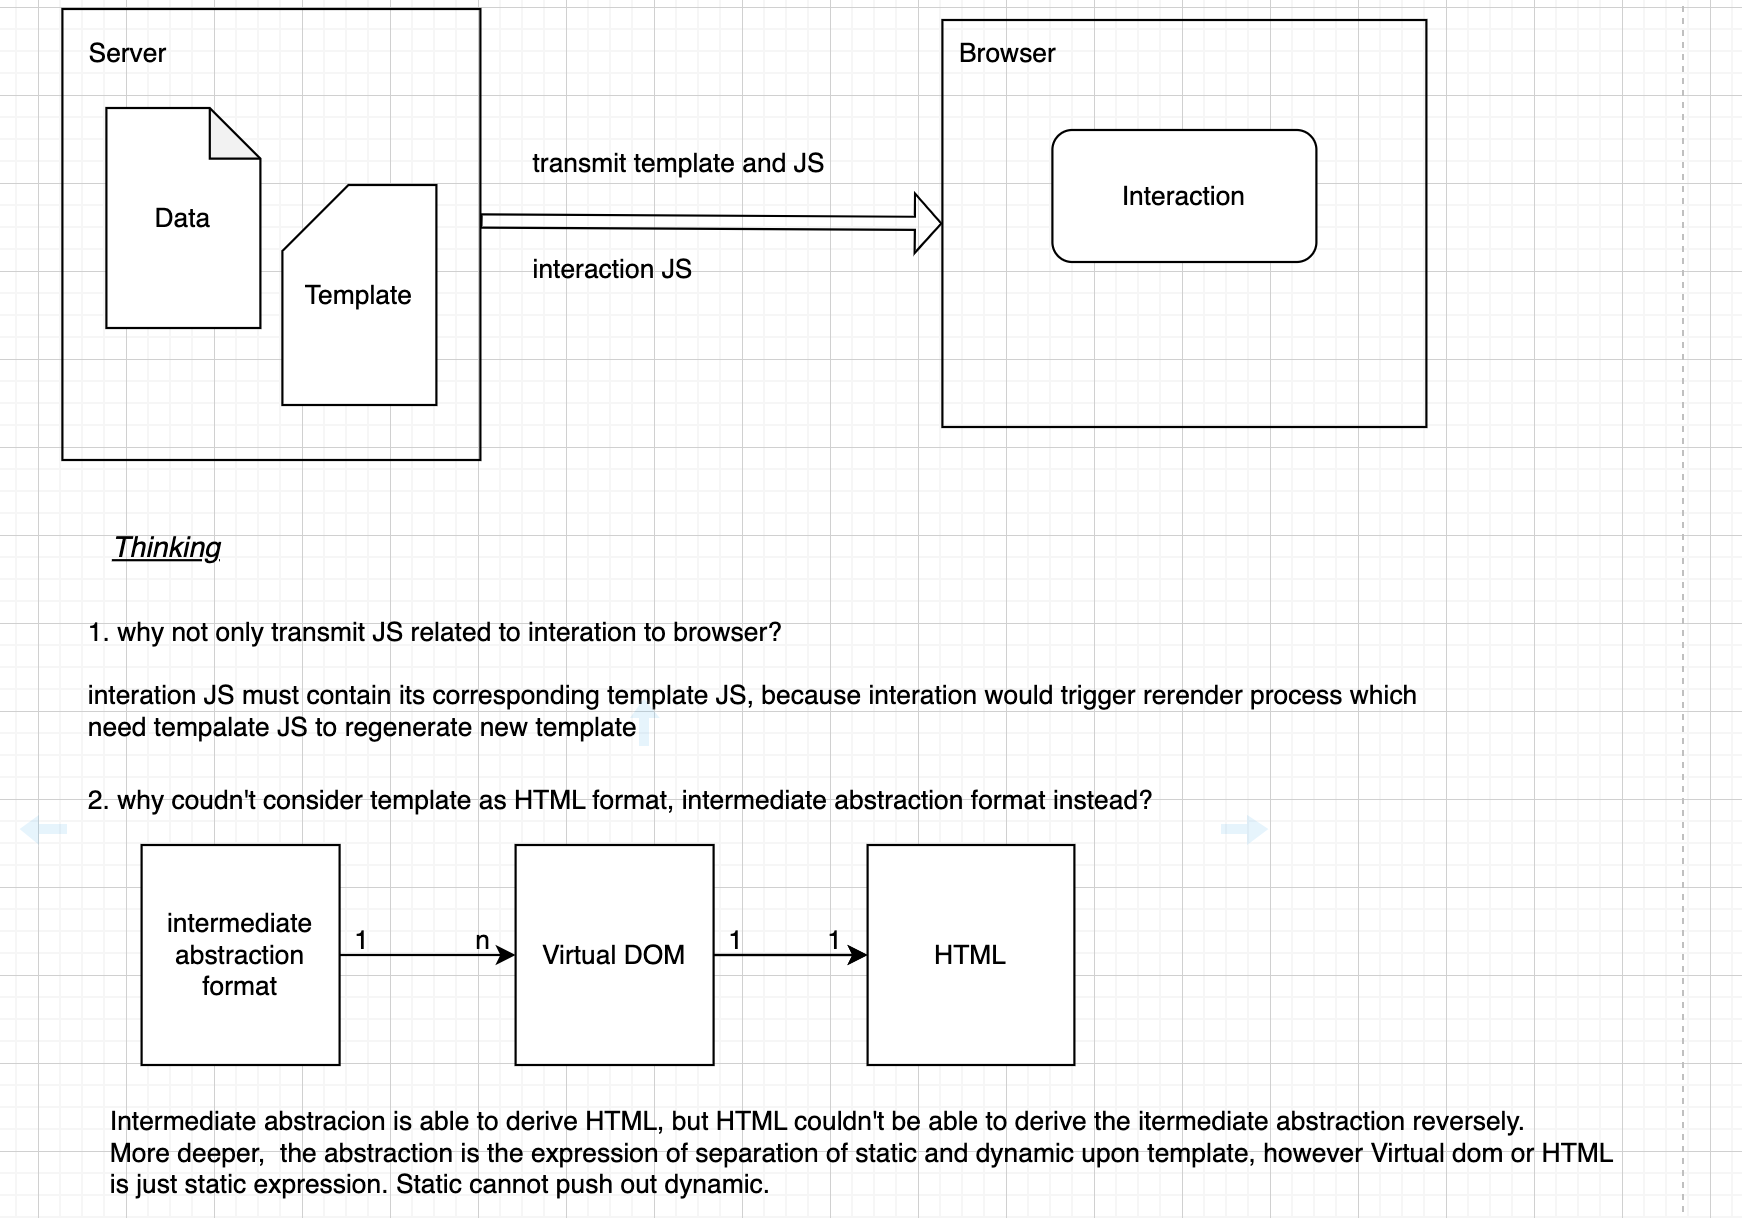 Server
Browser
Data
Template
transmit template and JS
interaction JS
Interaction
Thinking
1. why not only transmit JS related to interation to browser?
interation JS must contain its corresponding template JS, because interation would trigger rerender process which
need tempalate JS to regenerate new template
2. why coudn't consider template as HTML format, intermediate abstraction format instead?
intermediate
abstraction
format
1
n
Virtual DOM
1
1
HTML
Intermediate abstracion is able to derive HTML, but HTML couldn't be able to derive the itermediate abstraction reversely.
More deeper,  the abstraction is the expression of separation of static and dynamic upon template, however Virtual dom or HTML
is just static expression. Static cannot push out dynamic.